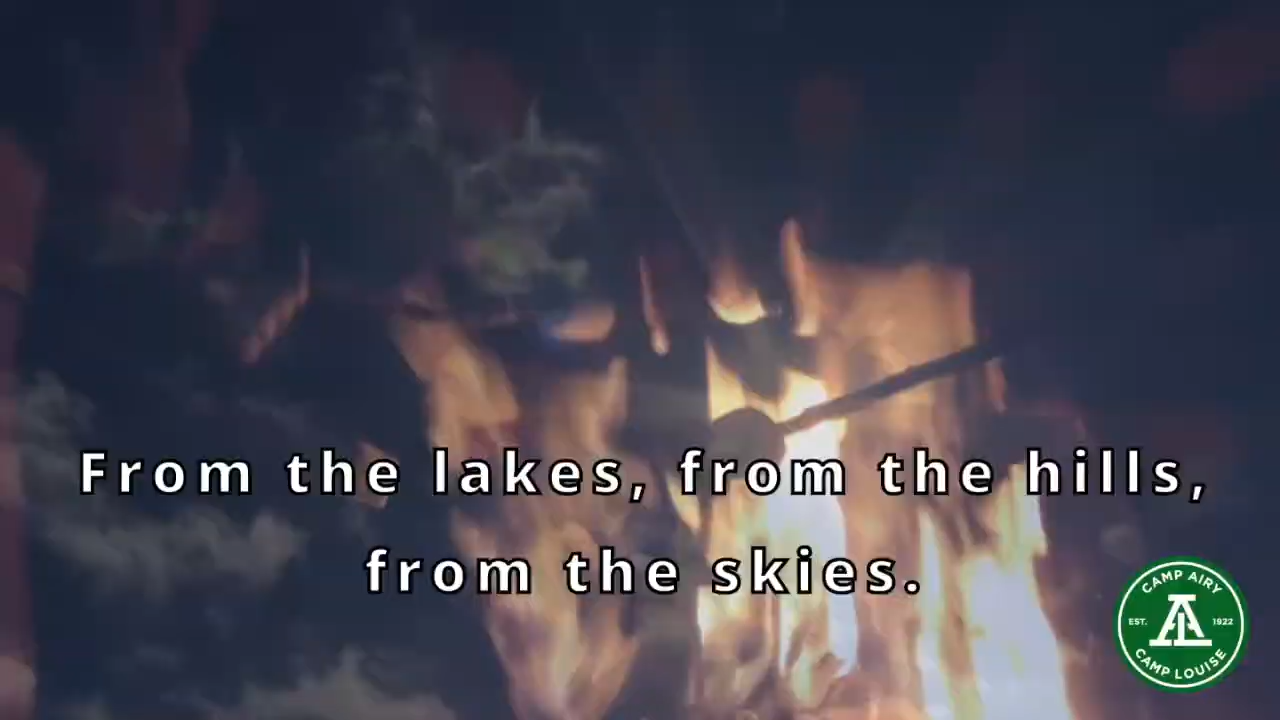 From the lakes, from the hills,
from the skies.
CAMP AIRY
EST. 1922
CAMP LOUISE